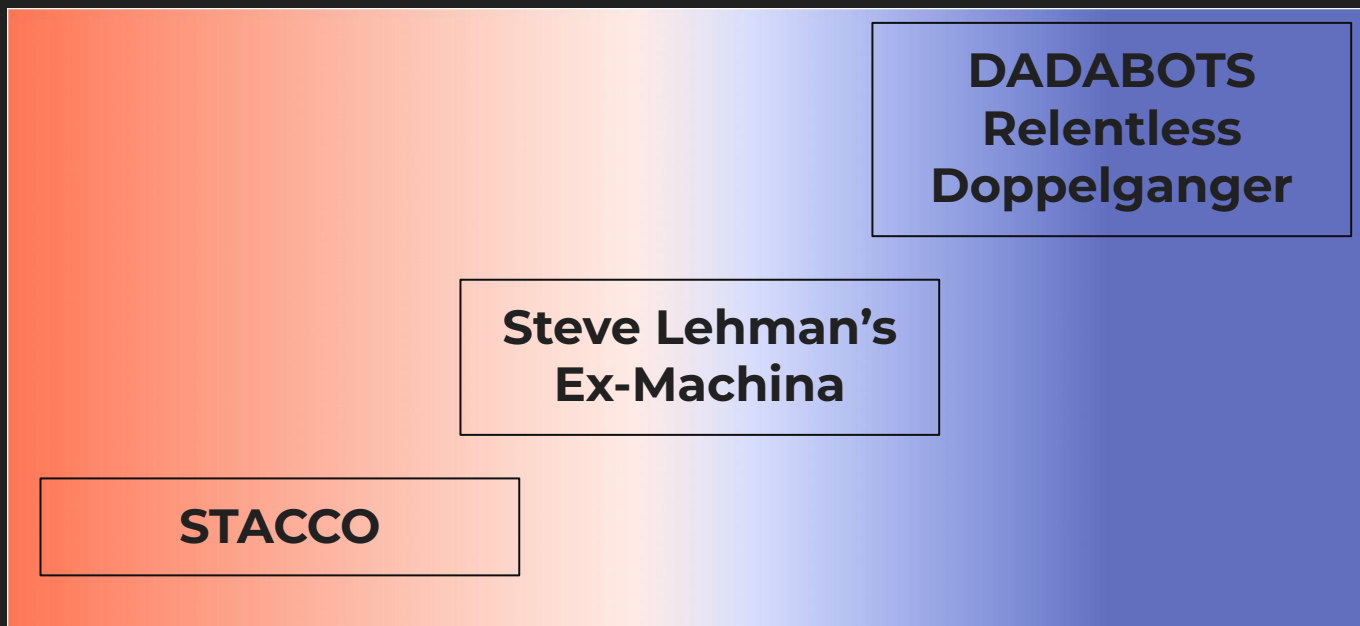 DADABOTS
Relentless
Doppelganger
Steve Lehman’s
Ex-Machina
STACCO